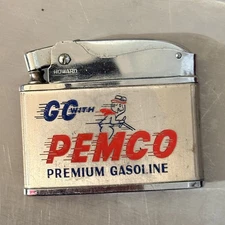 HOWARD
GO WITH
PEMCO
PREMIUM GASOLINE